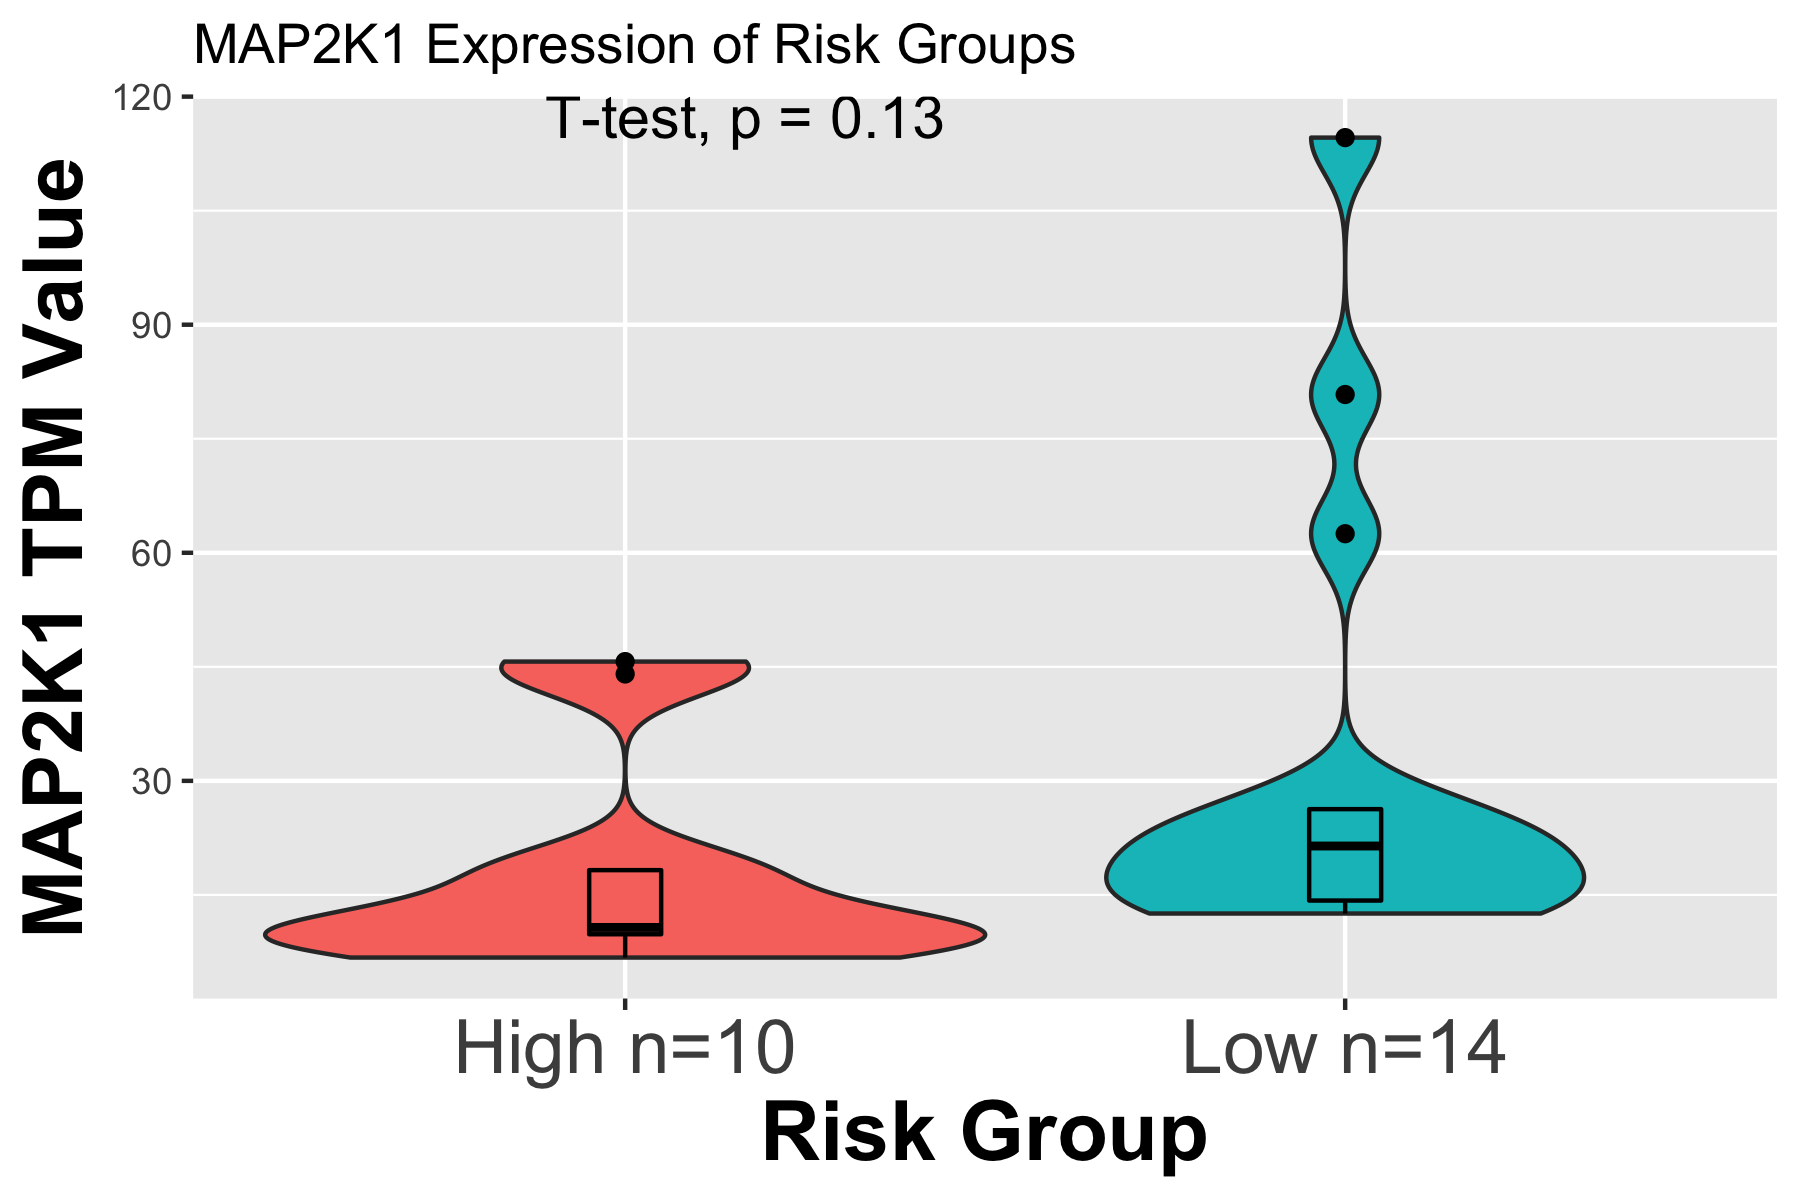 MAP2K1 Expression of Risk Groups
T-test, p = 0.13
MAP2K1 TPM Value
120
90
60
30
High n=10
Low n=14
Risk Group